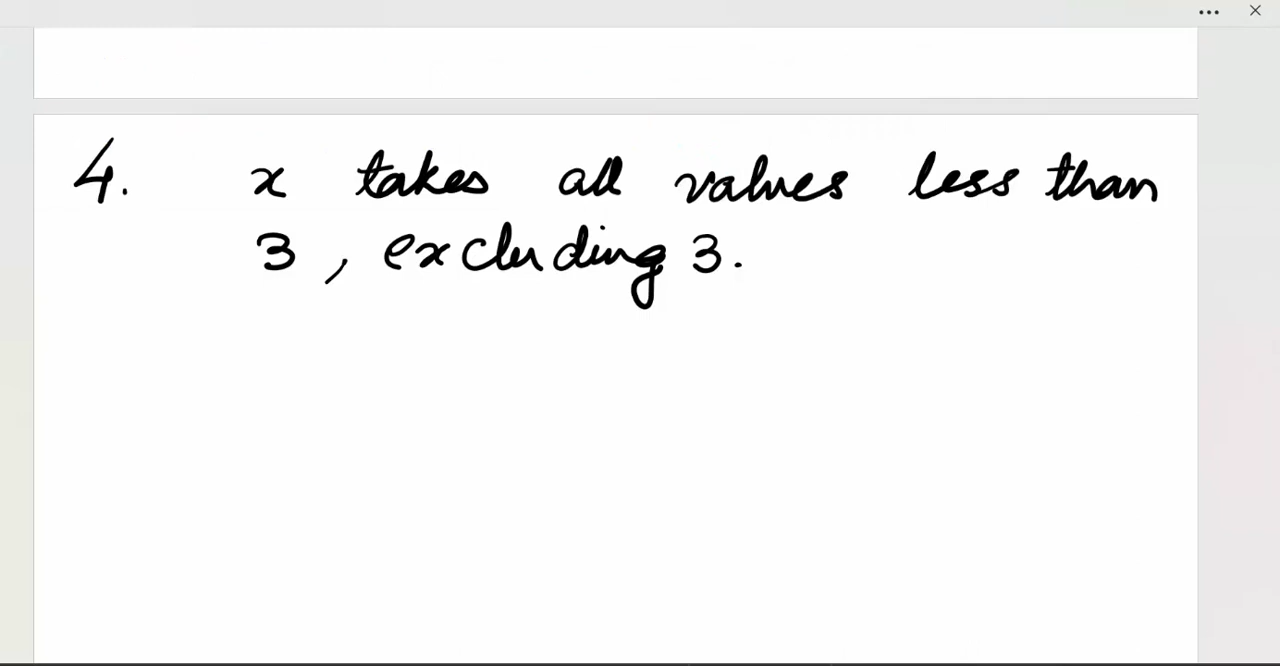 4. x takes all values less than
3, excluding 3.